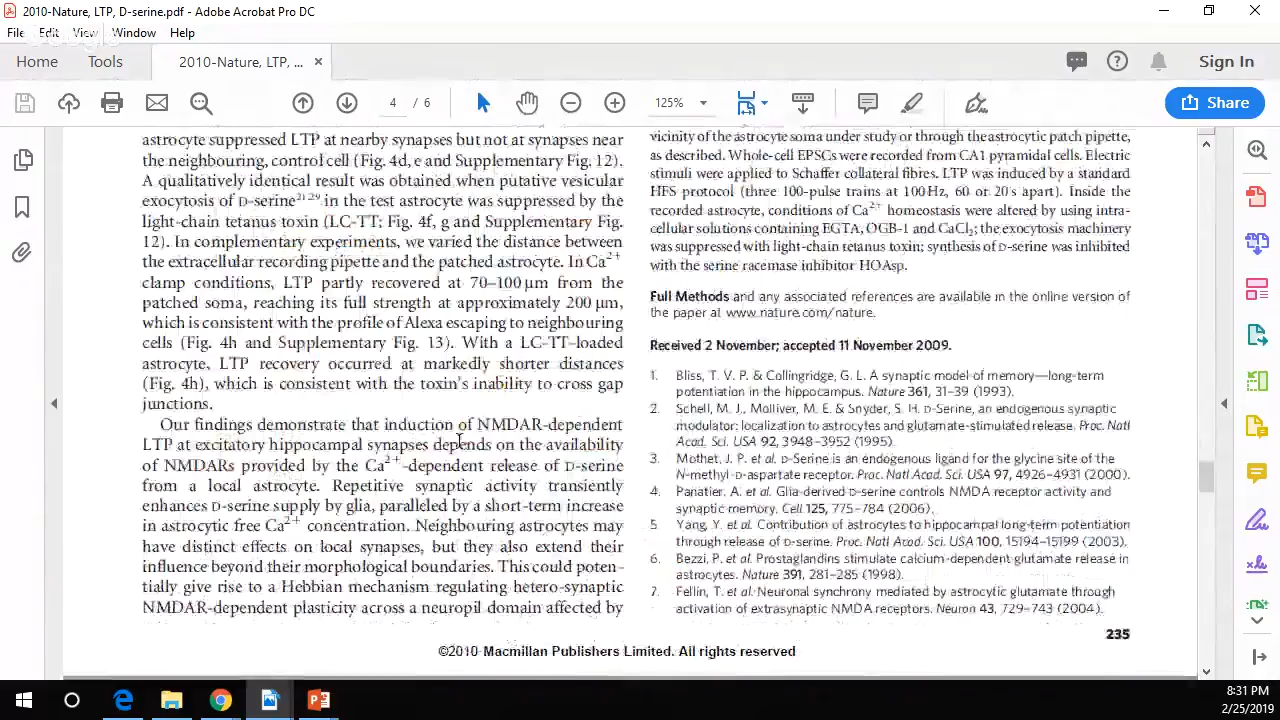 2010-Nature, LTP, D-serine.pdf - Adobe Acrobat Pro DC
File Edit View Window Help
Home Tools 2010-Nature, LTP, ... Sign In
4 / 6 125% Share
astrocyte suppressed LTP at nearby synapses but not at synapses near
the neighbouring, control cell (Fig. 4d, e and Supplementary Fig. 12).
A qualitatively identical result was obtained when putative vesicular
exocytosis of D-serine21,29 in the test astrocyte was suppressed by the
light-chain tetanus toxin (LC-TT; Fig. 4f, g and Supplementary Fig.
12). In complementary experiments, we varied the distance between
the extracellular recording pipette and the patched astrocyte. In Ca2+
clamp conditions, LTP partly recovered at 70–100 µm from the
patched soma, reaching its full strength at approximately 200 µm,
which is consistent with the profile of Alexa escaping to neighbouring
cells (Fig. 4h and Supplementary Fig. 13). With a LC-TT-loaded
astrocyte, LTP recovery occurred at markedly shorter distances
(Fig. 4h), which is consistent with the toxin's inability to cross gap
junctions.
Our findings demonstrate that induction of NMDAR-dependent
LTP at excitatory hippocampal synapses depends on the availability
of NMDARs provided by the Ca2+-dependent release of D-serine
from a local astrocyte. Repetitive synaptic activity transiently
enhances D-serine supply by glia, paralleled by a short-term increase
in astrocytic free Ca2+ concentration. Neighbouring astrocytes may
have distinct effects on local synapses, but they also extend their
influence beyond their morphological boundaries. This could poten-
tially give rise to a Hebbian mechanism regulating hetero-synaptic
NMDAR-dependent plasticity across a neuropil domain affected by
vicinity of the astrocyte soma under study or through the astrocytic patch pipette,
as described. Whole-cell EPSCs were recorded from CA1 pyramidal cells. Electric
stimuli were applied to Schaffer collateral fibres. LTP was induced by a standard
HFS protocol (three 100-pulse trains at 100 Hz, 60 or 20 s apart). Inside the
recorded astrocyte, conditions of Ca2+ homeostasis were altered by using intra-
cellular solutions containing EGTA, OGB-1 and CaCl2; the exocytosis machinery
was suppressed with light-chain tetanus toxin; synthesis of D-serine was inhibited
with the serine racemase inhibitor HOAsp.
Full Methods and any associated references are available in the online version of
the paper at www.nature.com/nature.
Received 2 November; accepted 11 November 2009.
1. Bliss, T. V. P. & Collingridge, G. L. A synaptic model of memory—long-term
potentiation in the hippocampus. Nature 361, 31–39 (1993).
2. Schell, M. J., Molliver, M. E. & Snyder, S. H. D-Serine, an endogenous synaptic
modulator: localization to astrocytes and glutamate-stimulated release. Proc. Natl
Acad. Sci. USA 92, 3948–3952 (1995).
3. Mothet, J. P. et al. D-Serine is an endogenous ligand for the glycine site of the
N-methyl-D-aspartate receptor. Proc. Natl Acad. Sci. USA 97, 4926–4931 (2000).
4. Panatier, A. et al. Glia-derived D-serine controls NMDA receptor activity and
synaptic memory. Cell 125, 775–784 (2006).
5. Yang, Y. et al. Contribution of astrocytes to hippocampal long-term potentiation
through release of D-serine. Proc. Natl Acad. Sci. USA 100, 15194–15199 (2003).
6. Bezzi, P. et al. Prostaglandins stimulate calcium-dependent glutamate release in
astrocytes. Nature 391, 281–285 (1998).
7. Fellin, T. et al. Neuronal synchrony mediated by astrocytic glutamate through
activation of extrasynaptic NMDA receptors. Neuron 43, 729–743 (2004).
235
©2010 Macmillan Publishers Limited. All rights reserved
8:31 PM
2/25/2019